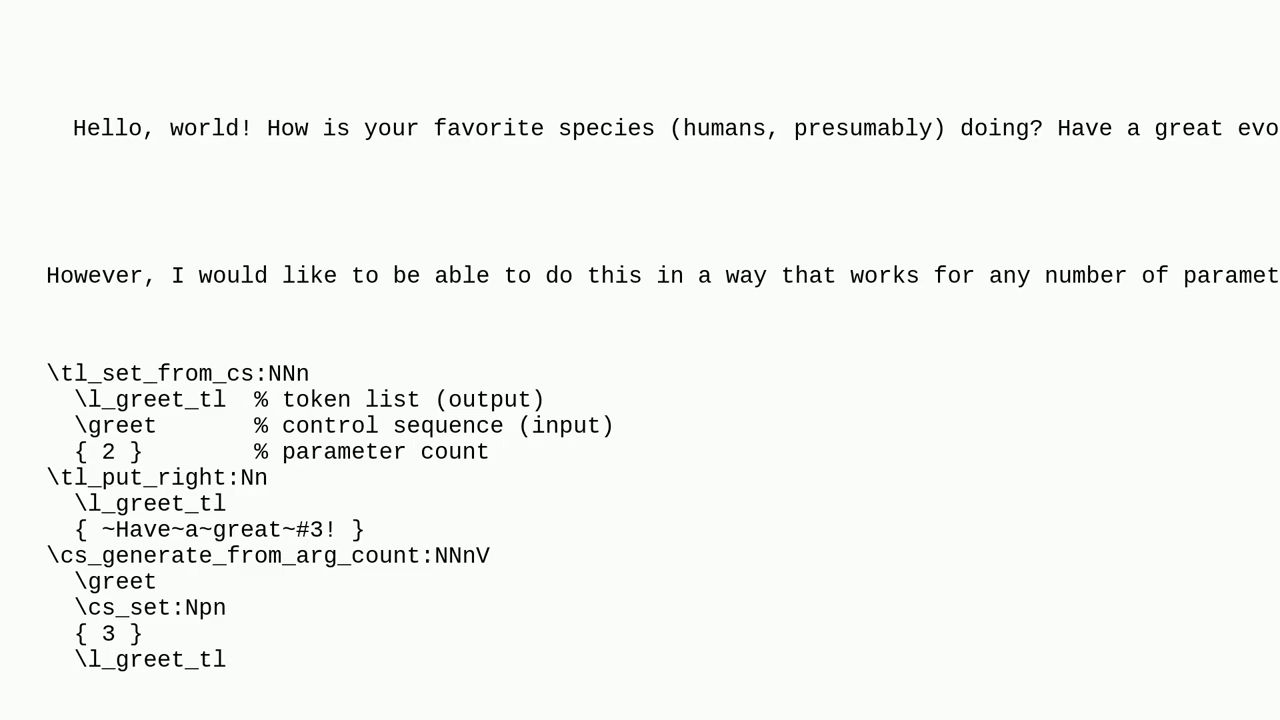 Hello, world! How is your favorite species (humans, presumably) doing? Have a great evo
However, I would like to be able to do this in a way that works for any number of paramet
\tl_set_from_cs:NNn
  \l_greet_tl  % token list (output)
  \greet       % control sequence (input)
  { 2 }        % parameter count
\tl_put_right:Nn
  \l_greet_tl
  { ~Have~a~great~#3! }
\cs_generate_from_arg_count:NNnV
  \greet
  \cs_set:Npn
  { 3 }
  \l_greet_tl